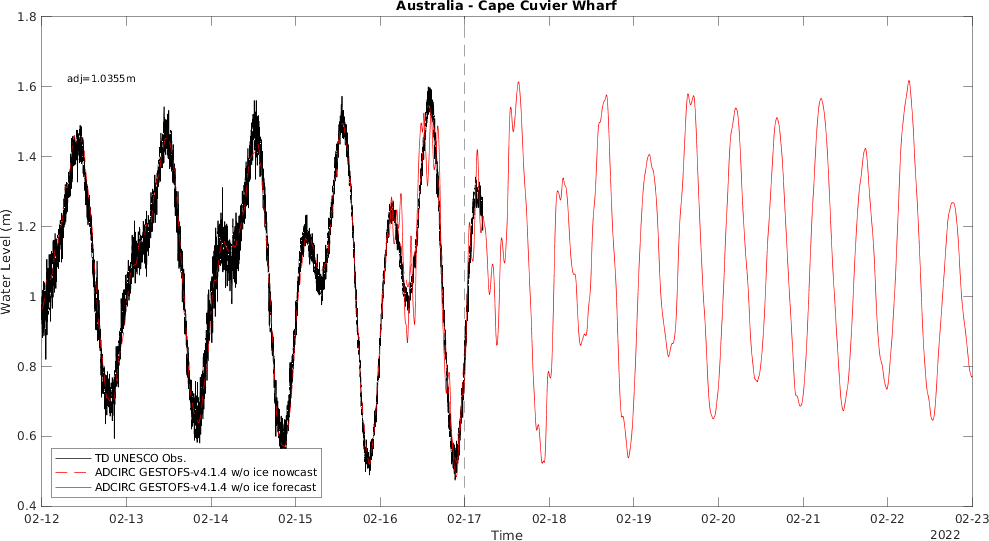 Australia - Cape Cuvier Wharf
1.8
1.6
1.4
1.2
1
0.8
0.6
0.4
Water Level (m)
adj=1.0355m
TD UNESCO Obs.
ADCIRC GESTOFS-v4.1.4 w/o ice nowcast
ADCIRC GESTOFS-v4.1.4 w/o ice forecast
02-12 02-13 02-14 02-15 02-16 02-17 02-18 02-19 02-20 02-21 02-22 02-23
Time
2022